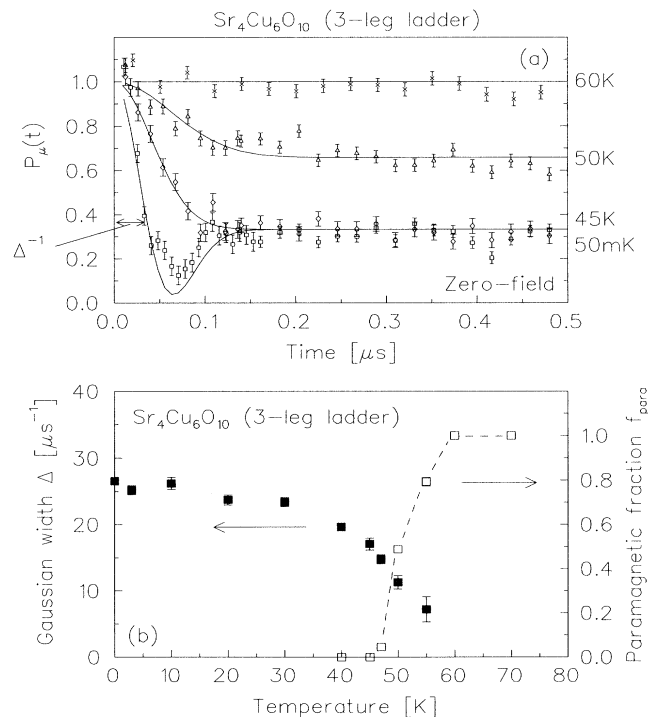 Sr₄Cu₆O₁₀ (3-leg ladder)
(a)
1.0
0.8
0.6
0.4
0.2
0.0
Pμ(t)
Δ⁻¹
60K
50K
45K
50mK
Zero-field
0.0 0.1 0.2 0.3 0.4 0.5
Time [μs]
Sr₄Cu₆O₁₀ (3-leg ladder)
40
30
20
10
0
Gaussian width Δ [μs⁻¹]
1.0
0.8
0.6
0.4
0.2
0.0
Paramagnetic fraction fpara
(b)
0 10 20 30 40 50 60 70 80
Temperature [K]